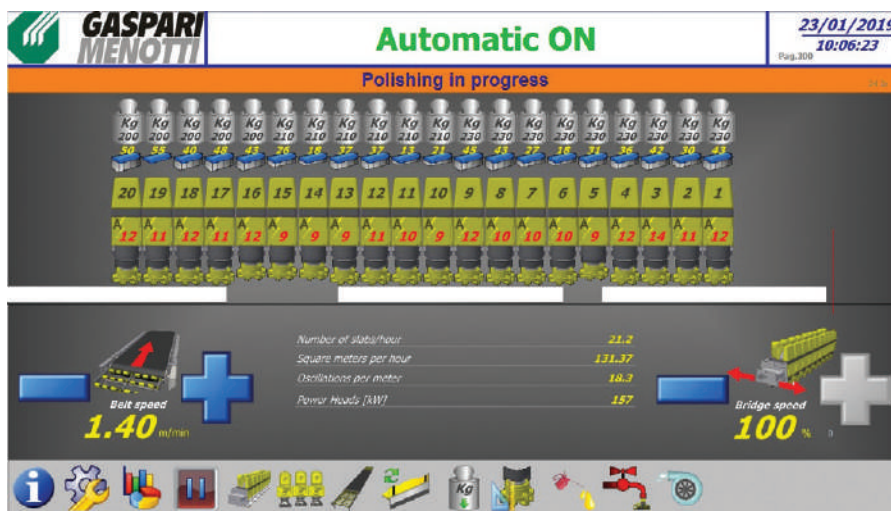 GASPARI
MENOTTI
Automatic ON
23/01/2019
10:06:23
Pag.300
Polishing in progress
Kg Kg Kg Kg Kg Kg Kg Kg Kg Kg Kg Kg Kg Kg Kg Kg Kg Kg Kg Kg
200 200 200 200 200 210 210 210 210 210 230 230 230 230 230 230 230 230 230 230
50 55 40 48 43 26 18 37 37 13 21 45 43 27 18 31 36 42 30 43
20 19 18 17 16 15 14 13 12 11 10 9 8 7 6 5 4 3 2 1
A A A A A A A A A A A A A A A A A A A A
12 11 12 11 12 9 9 9 11 10 9 12 10 10 10 9 12 14 11 12
Number of slabs/hour 21.2
Square meters per hour 131.37
Oscillations per meter 18.3
Power Heads [kW] 157
Belt speed
1.40 m/min
Bridge speed
100 % 0
i
Kg